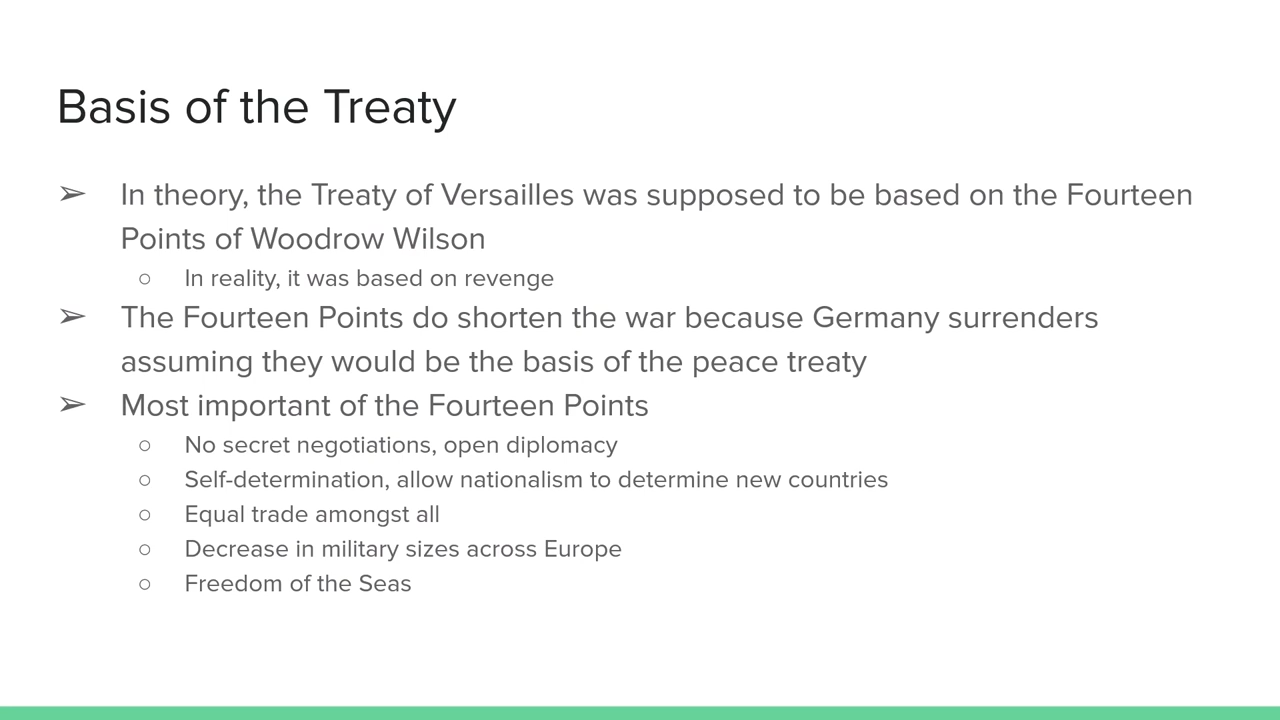 Basis of the Treaty
➢ In theory, the Treaty of Versailles was supposed to be based on the Fourteen
Points of Woodrow Wilson
○ In reality, it was based on revenge
➢ The Fourteen Points do shorten the war because Germany surrenders
assuming they would be the basis of the peace treaty
➢ Most important of the Fourteen Points
○ No secret negotiations, open diplomacy
○ Self-determination, allow nationalism to determine new countries
○ Equal trade amongst all
○ Decrease in military sizes across Europe
○ Freedom of the Seas